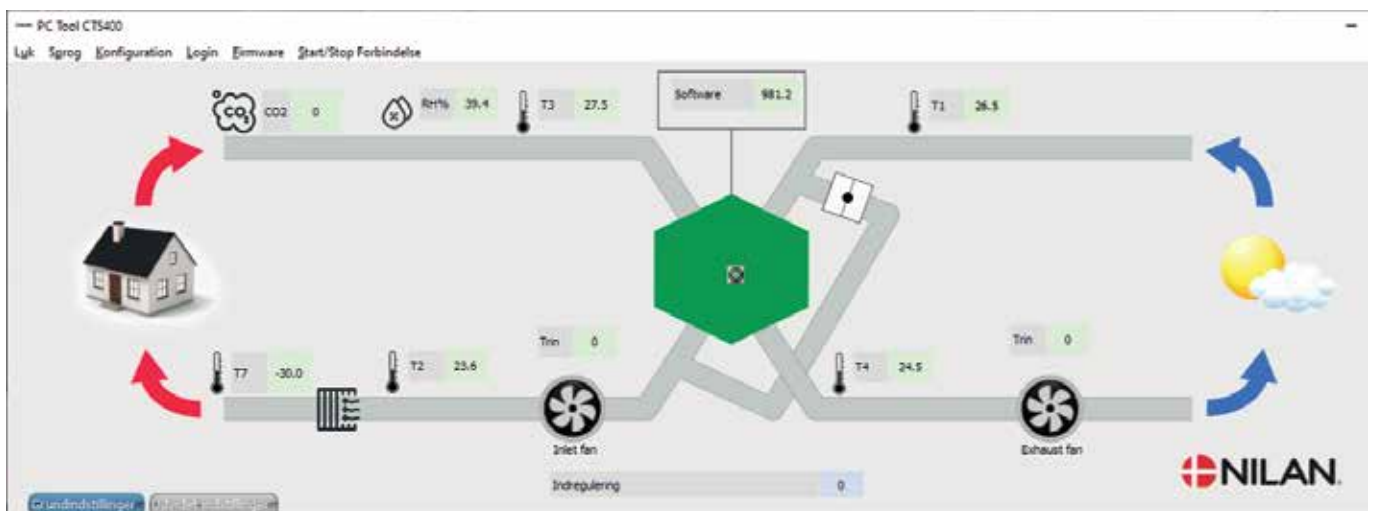 PC Tool CTS400
Luk Sprog Konfiguration Login Firmware Start/Stop Forbindelse
CO2 0 RH% 39.4 T3 27.5 Software 981.2 T1 26.5
Trin 0 Trin 0
T7 -30.0 T2 23.6 T4 24.5
Inlet fan Exhaust fan
Indregulering 0
NILAN
Grundindstillinger